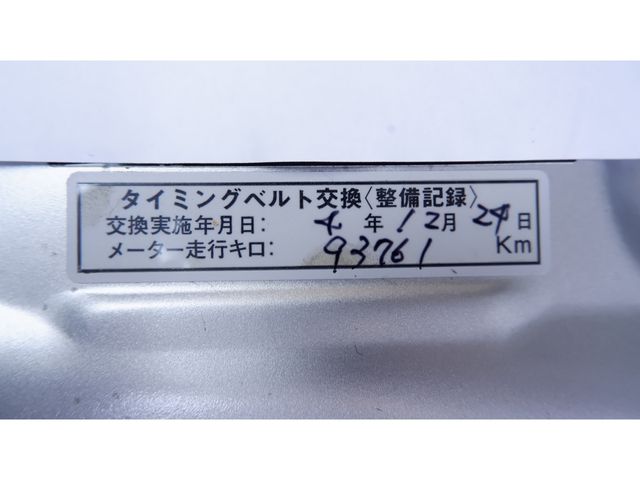 タイミングベルト交換〈整備記録〉
交換実施年月日: 4 年 12月 24日
メーター走行キロ: 93761 Km